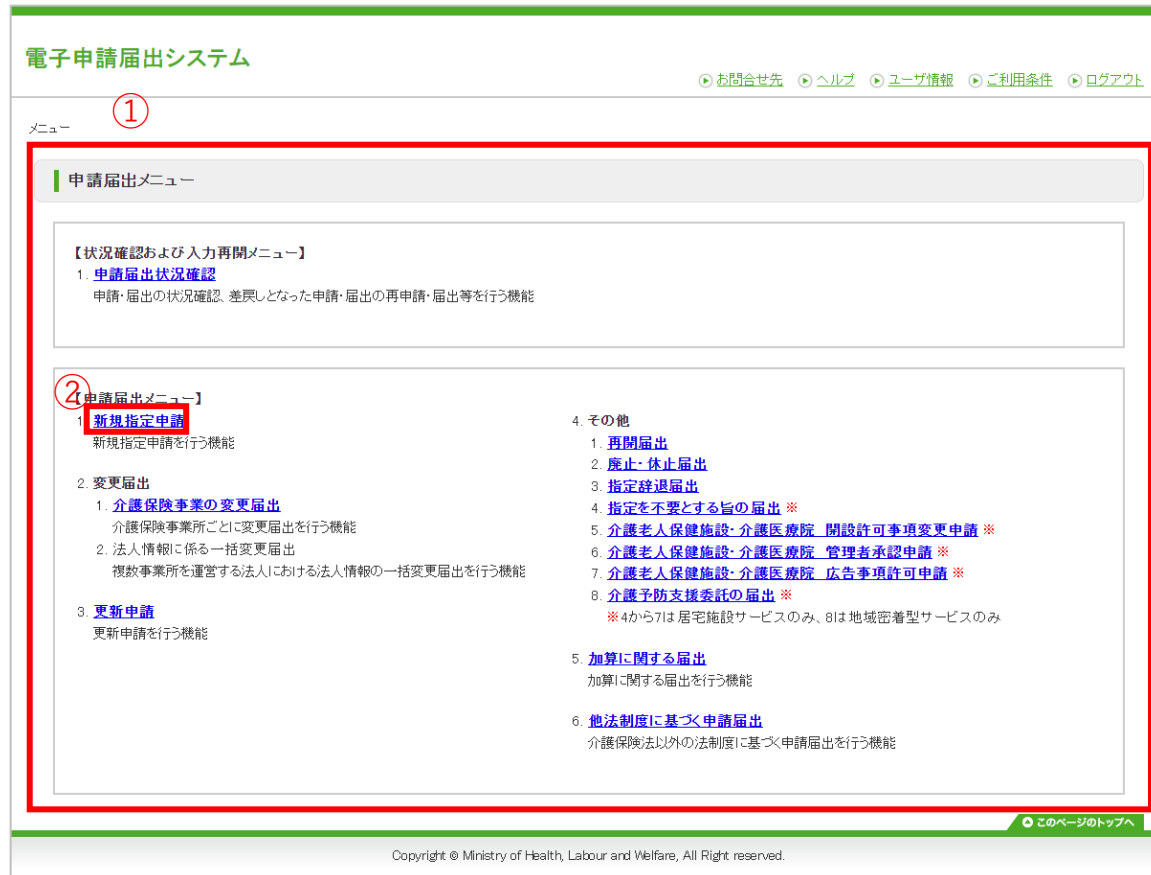 電子申請届出システム
お問合せ先 ヘルプ ユーザ情報 ご利用条件 ログアウト
①
メニュー
申請届出メニュー
【状況確認および入力再開メニュー】
1. 申請届出状況確認
申請・届出の状況確認、差戻しとなった申請・届出の再申請・届出等を行う機能
②
【申請届出メニュー】
1. 新規指定申請
新規指定申請を行う機能
2. 変更届出
1. 介護保険事業の変更届出
介護保険事業所ごとに変更届出を行う機能
2. 法人情報に係る一括変更届出
複数事業所を運営する法人における法人情報の一括変更届出を行う機能
3. 更新申請
更新申請を行う機能
4. その他
1. 再開届出
2. 廃止・休止届出
3. 指定辞退届出
4. 指定を不要とする旨の届出 ※
5. 介護老人保健施設・介護医療院 開設許可事項変更申請 ※
6. 介護老人保健施設・介護医療院 管理者承認申請 ※
7. 介護老人保健施設・介護医療院 広告事項許可申請 ※
8. 介護予防支援委託の届出 ※
※4から7は居宅施設サービスのみ、8は地域密着型サービスのみ
5. 加算に関する届出
加算に関する届出を行う機能
6. 他法制度に基づく申請届出
介護保険法以外の法制度に基づく申請届出を行う機能
このページのトップへ
Copyright © Ministry of Health, Labour and Welfare, All Right reserved.